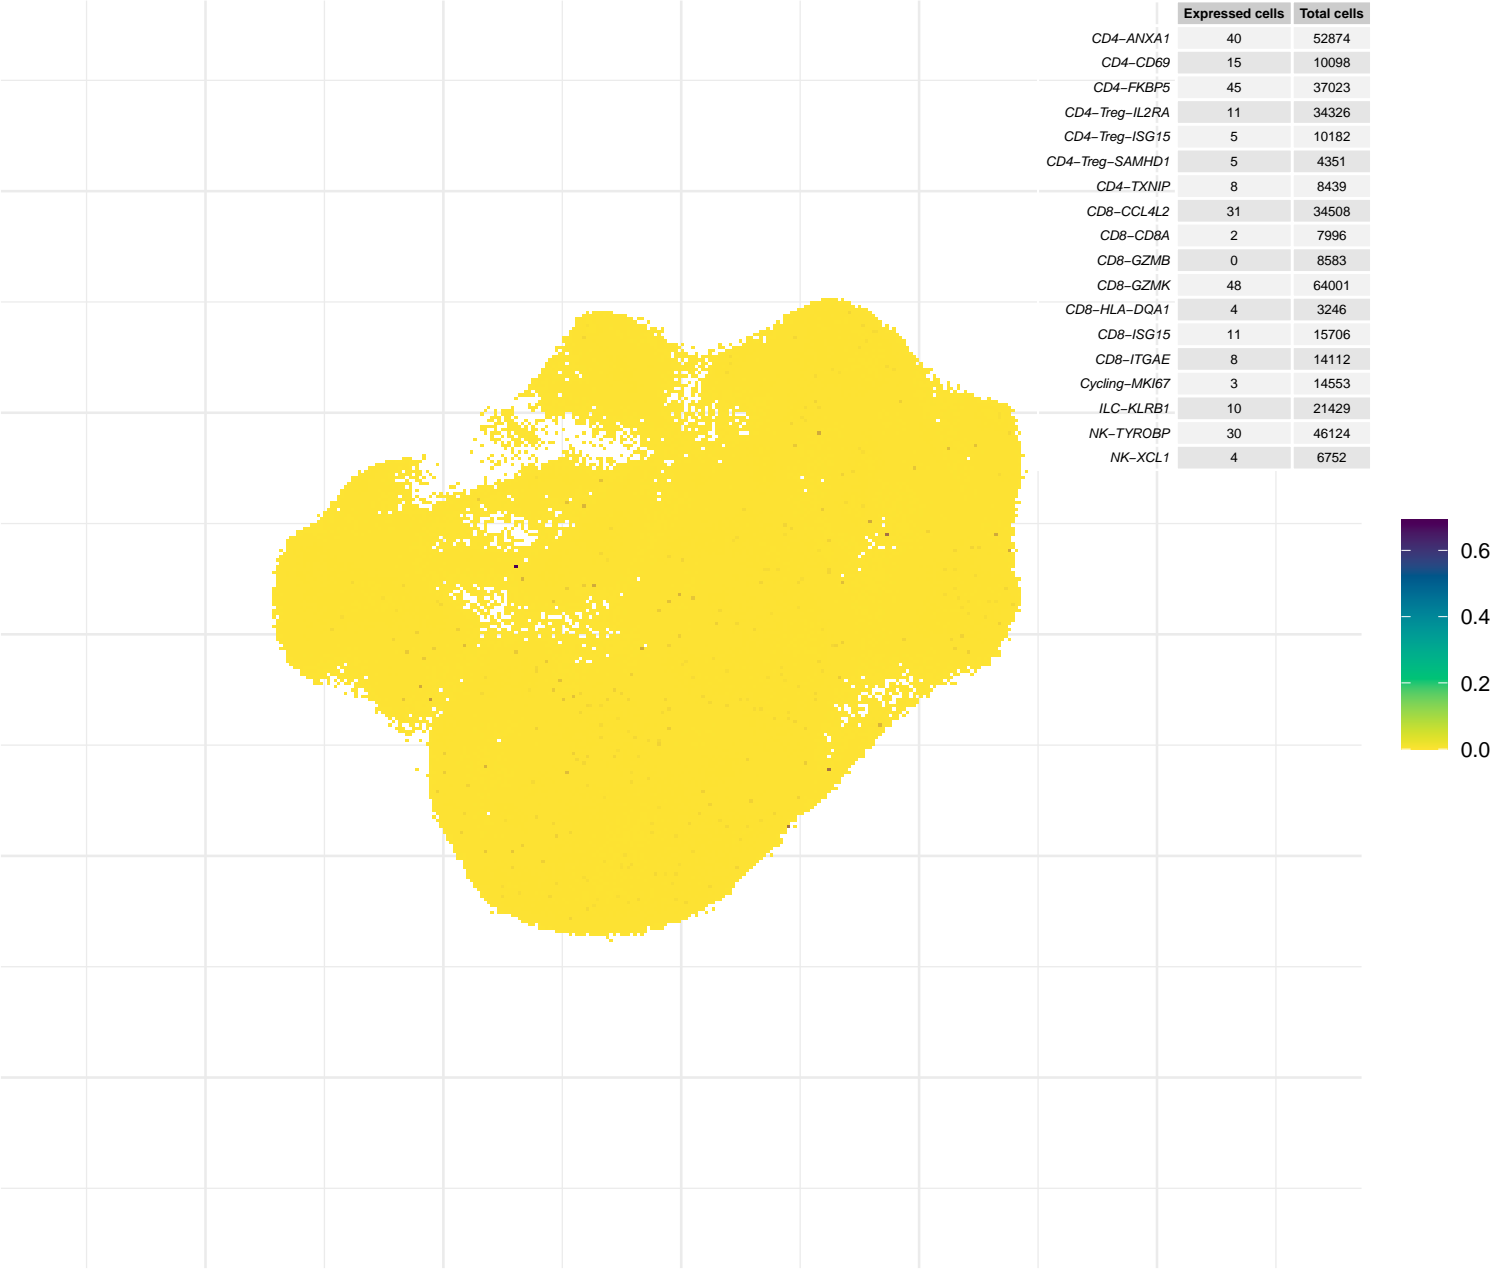 Expressed cells Total cells
CD4−ANXA1 40 52874
CD4−CD69 15 10098
CD4−FKBP5 45 37023
CD4−Treg−IL2RA 11 34326
CD4−Treg−ISG15 5 10182
CD4−Treg−SAMHD1 5 4351
CD4−TXNIP 8 8439
CD8−CCL4L2 31 34508
CD8−CD8A 2 7996
CD8−GZMB 0 8583
CD8−GZMK 48 64001
CD8−HLA−DQA1 4 3246
CD8−ISG15 11 15706
CD8−ITGAE 8 14112
Cycling−MKI67 3 14553
ILC−KLRB1 10 21429
NK−TYROBP 30 46124
NK−XCL1 4 6752
0.6
0.4
0.2
0.0